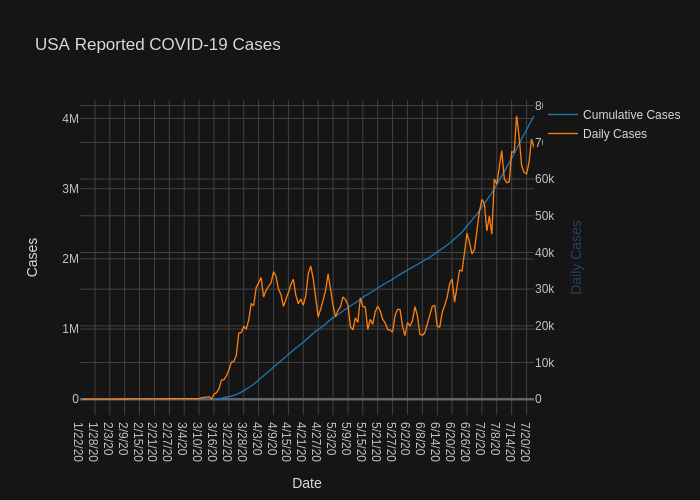 USA Reported COVID-19 Cases
4M
3M
2M
1M
0
Cases
60k
50k
40k
30k
20k
10k
0
Daily Cases
Cumulative Cases
Daily Cases
1/22/20
1/28/20
2/3/20
2/9/20
2/15/20
2/21/20
2/27/20
3/4/20
3/10/20
3/16/20
3/22/20
3/28/20
4/3/20
4/9/20
4/15/20
4/21/20
4/27/20
5/3/20
5/9/20
5/15/20
5/21/20
5/27/20
6/2/20
6/8/20
6/14/20
6/20/20
6/26/20
7/2/20
7/8/20
7/14/20
7/20/20
Date